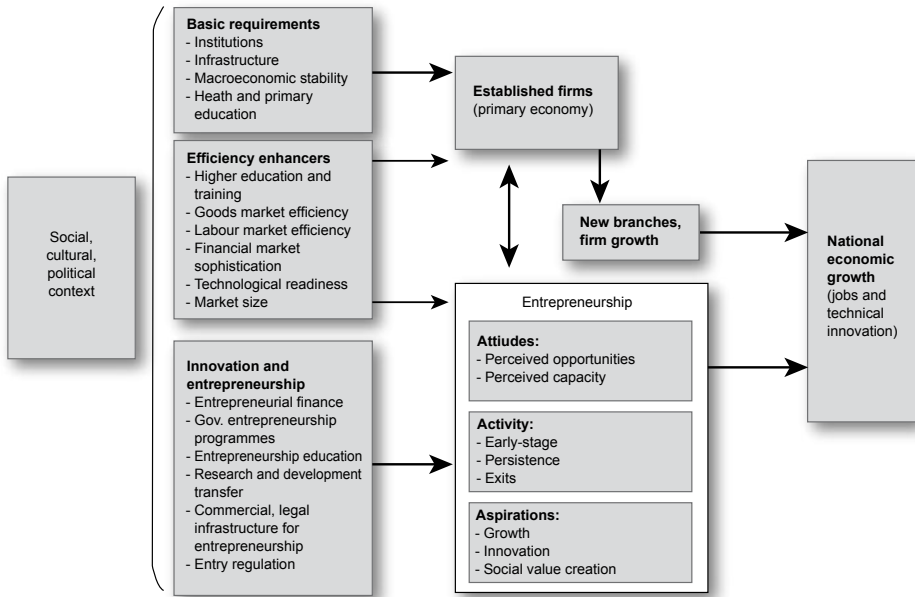 Social,
cultural,
political
context
Basic requirements
- Institutions
- Infrastructure
- Macroeconomic stability
- Heath and primary
education
Efficiency enhancers
- Higher education and
training
- Goods market efficiency
- Labour market efficiency
- Financial market
sophistication
- Technological readiness
- Market size
Innovation and
entrepreneurship
- Entrepreneurial finance
- Gov. entrepreneurship
programmes
- Entrepreneurship education
- Research and development
transfer
- Commercial, legal
infrastructure for
entrepreneurship
- Entry regulation
Established firms
(primary economy)
New branches,
firm growth
Entrepreneurship
Attiudes:
- Perceived opportunities
- Perceived capacity
Activity:
- Early-stage
- Persistence
- Exits
Aspirations:
- Growth
- Innovation
- Social value creation
National
economic
growth
(jobs and
technical
innovation)